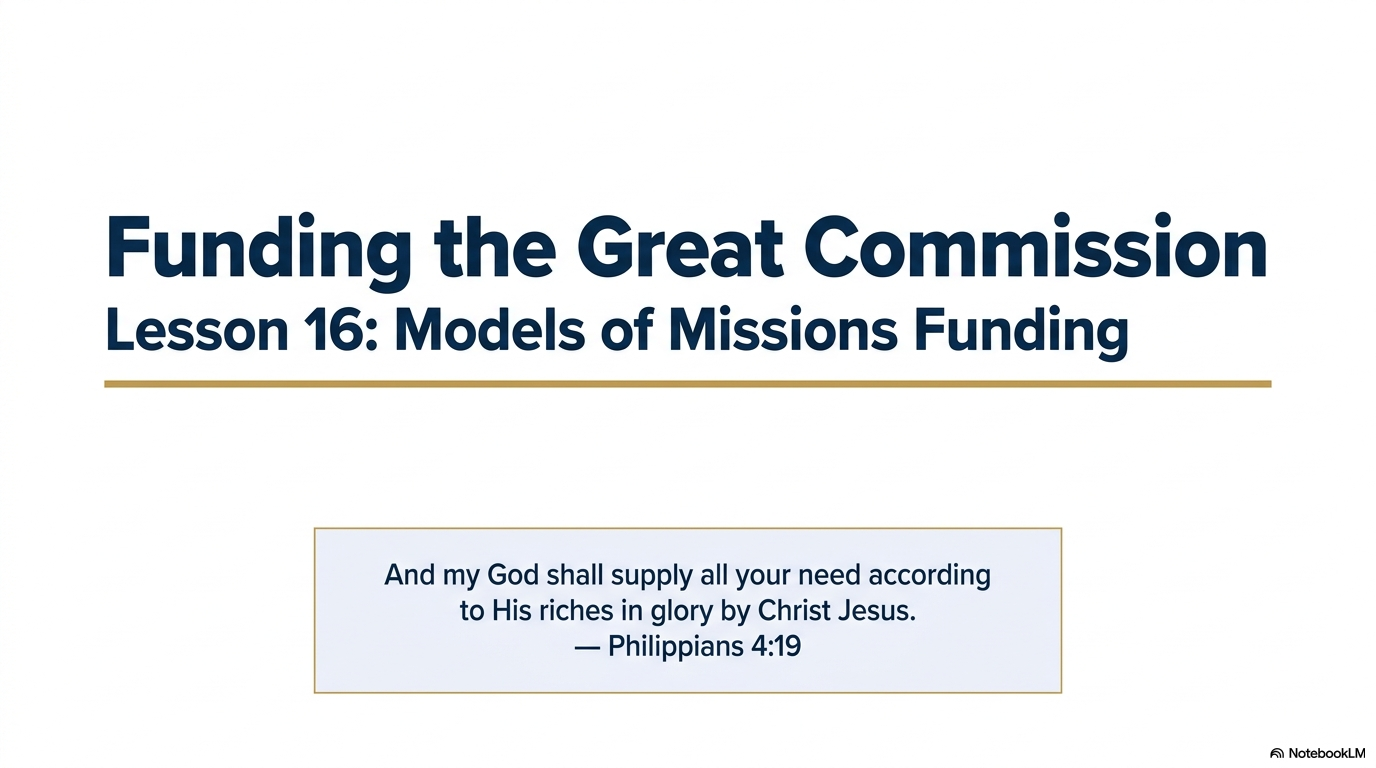 Funding the Great Commission
Lesson 16: Models of Missions Funding
And my God shall supply all your need according
to His riches in glory by Christ Jesus.
— Philippians 4:19
NotebookLM